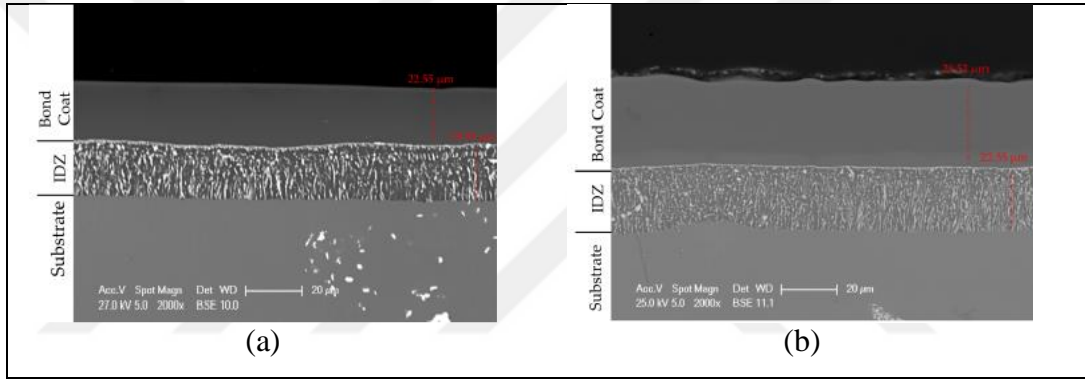 Bond Coat
IDZ
Substrate
22.55 µm
Acc.V Spot Magn Det WD 20 µm
27.0 kV 5.0 2000x BSE 10.0
(a)
Bond Coat
IDZ
Substrate
22.55 µm
Acc.V Spot Magn Det WD 20 µm
25.0 kV 5.0 2000x BSE 11.1
(b)